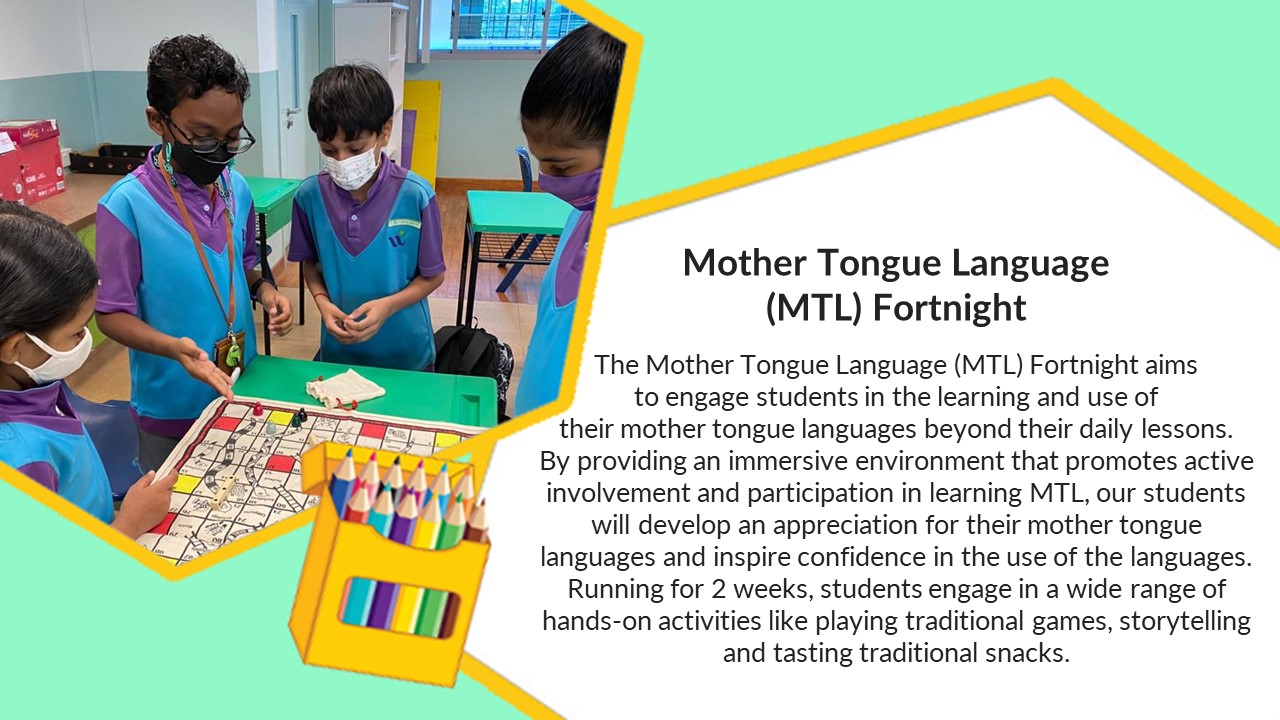 Mother Tongue Language
(MTL) Fortnight
The Mother Tongue Language (MTL) Fortnight aims
to engage students in the learning and use of
their mother tongue languages beyond their daily lessons.
By providing an immersive environment that promotes active
involvement and participation in learning MTL, our students
will develop an appreciation for their mother tongue
languages and inspire confidence in the use of the languages.
Running for 2 weeks, students engage in a wide range of
hands-on activities like playing traditional games, storytelling
and tasting traditional snacks.